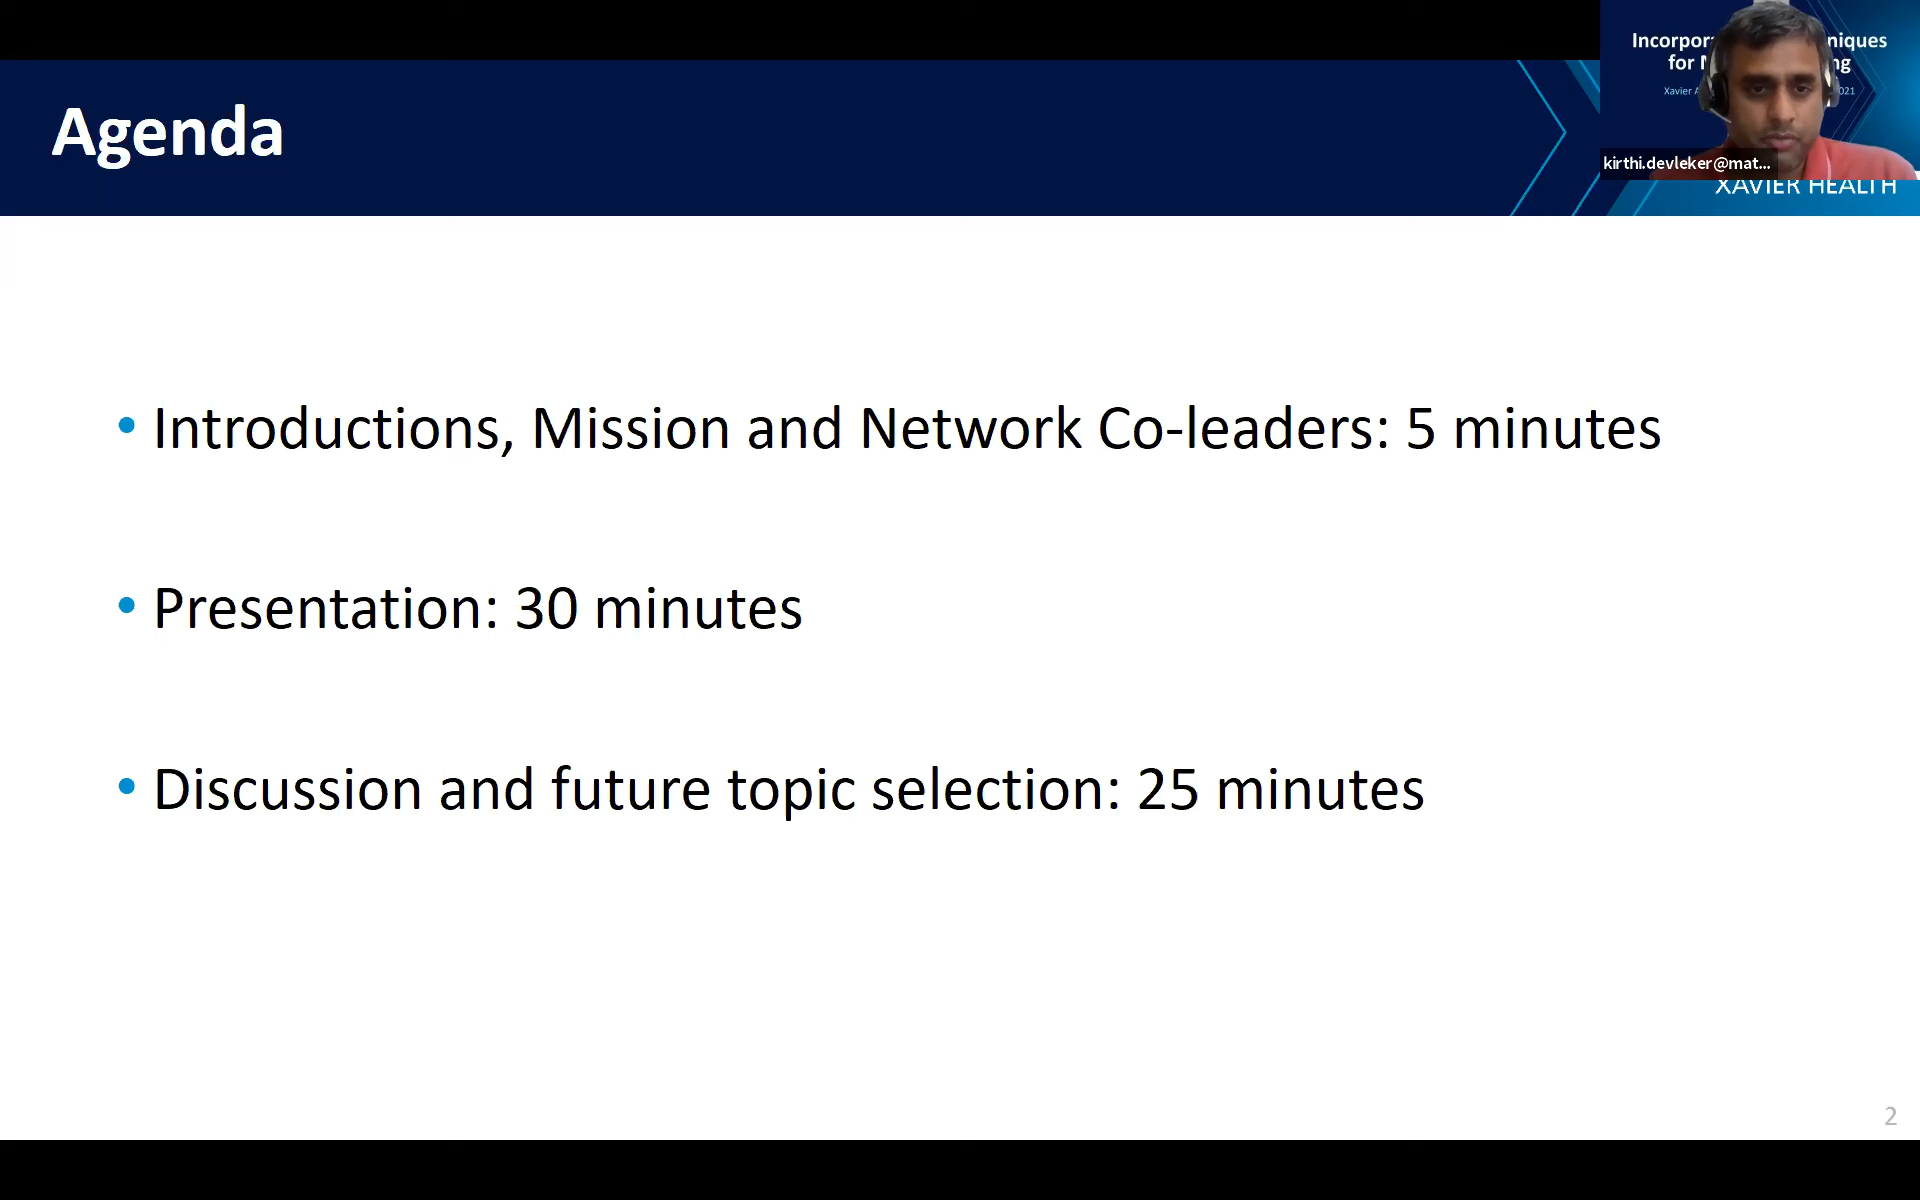 Agenda
niques
for
ng
Xavier
021
kirthi.devleker@mat...
XAVIER HEALTH
• Introductions, Mission and Network Co-leaders: 5 minutes
• Presentation: 30 minutes
• Discussion and future topic selection: 25 minutes
2